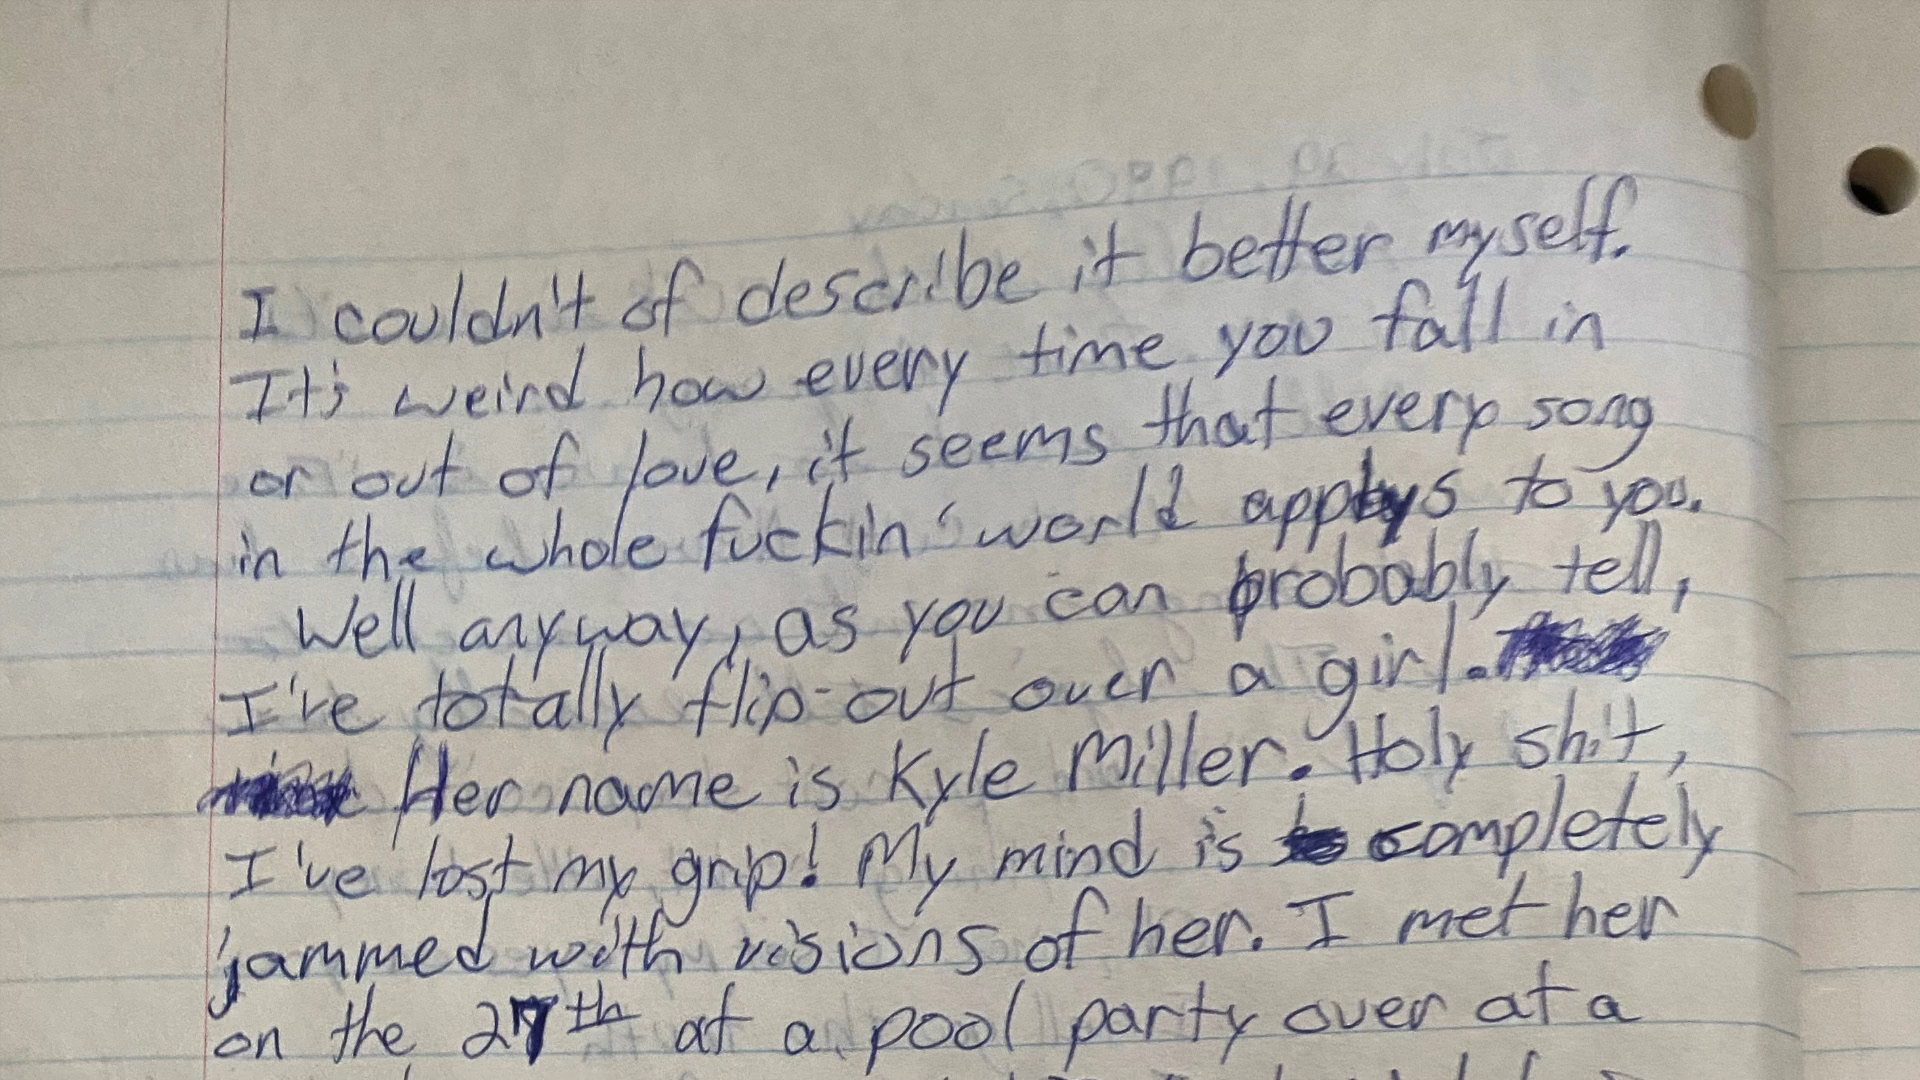 I couldn't of describe it better myself.
It's weird how every time you fall in
or out of love, it seems that every song
in the whole fuckin' world applys to you.
Well anyway, as you can probably tell,
I've totally flip-out over a girl.
Her name is Kyle Miller. Holy shit,
I've lost my grip! My mind is completely
jammed with visions of her. I met her
on the 27th at a pool party over at a